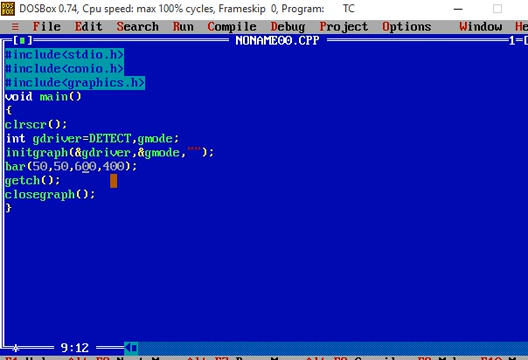 DOSBox 0.74, Cpu speed: max 100% cycles, Frameskip 0, Program: TC
≡ File Edit Search Run Compile Debug Project Options Window He
[■] NONAME00.CPP 1=[
#include<stdio.h>
#include<conio.h>
#include<graphics.h>
void main()
{
clrscr();
int gdriver=DETECT,gmode;
initgraph(&gdriver,&gmode,"");
bar(50,50,600,400);
getch();
closegraph();
}
* 9:12